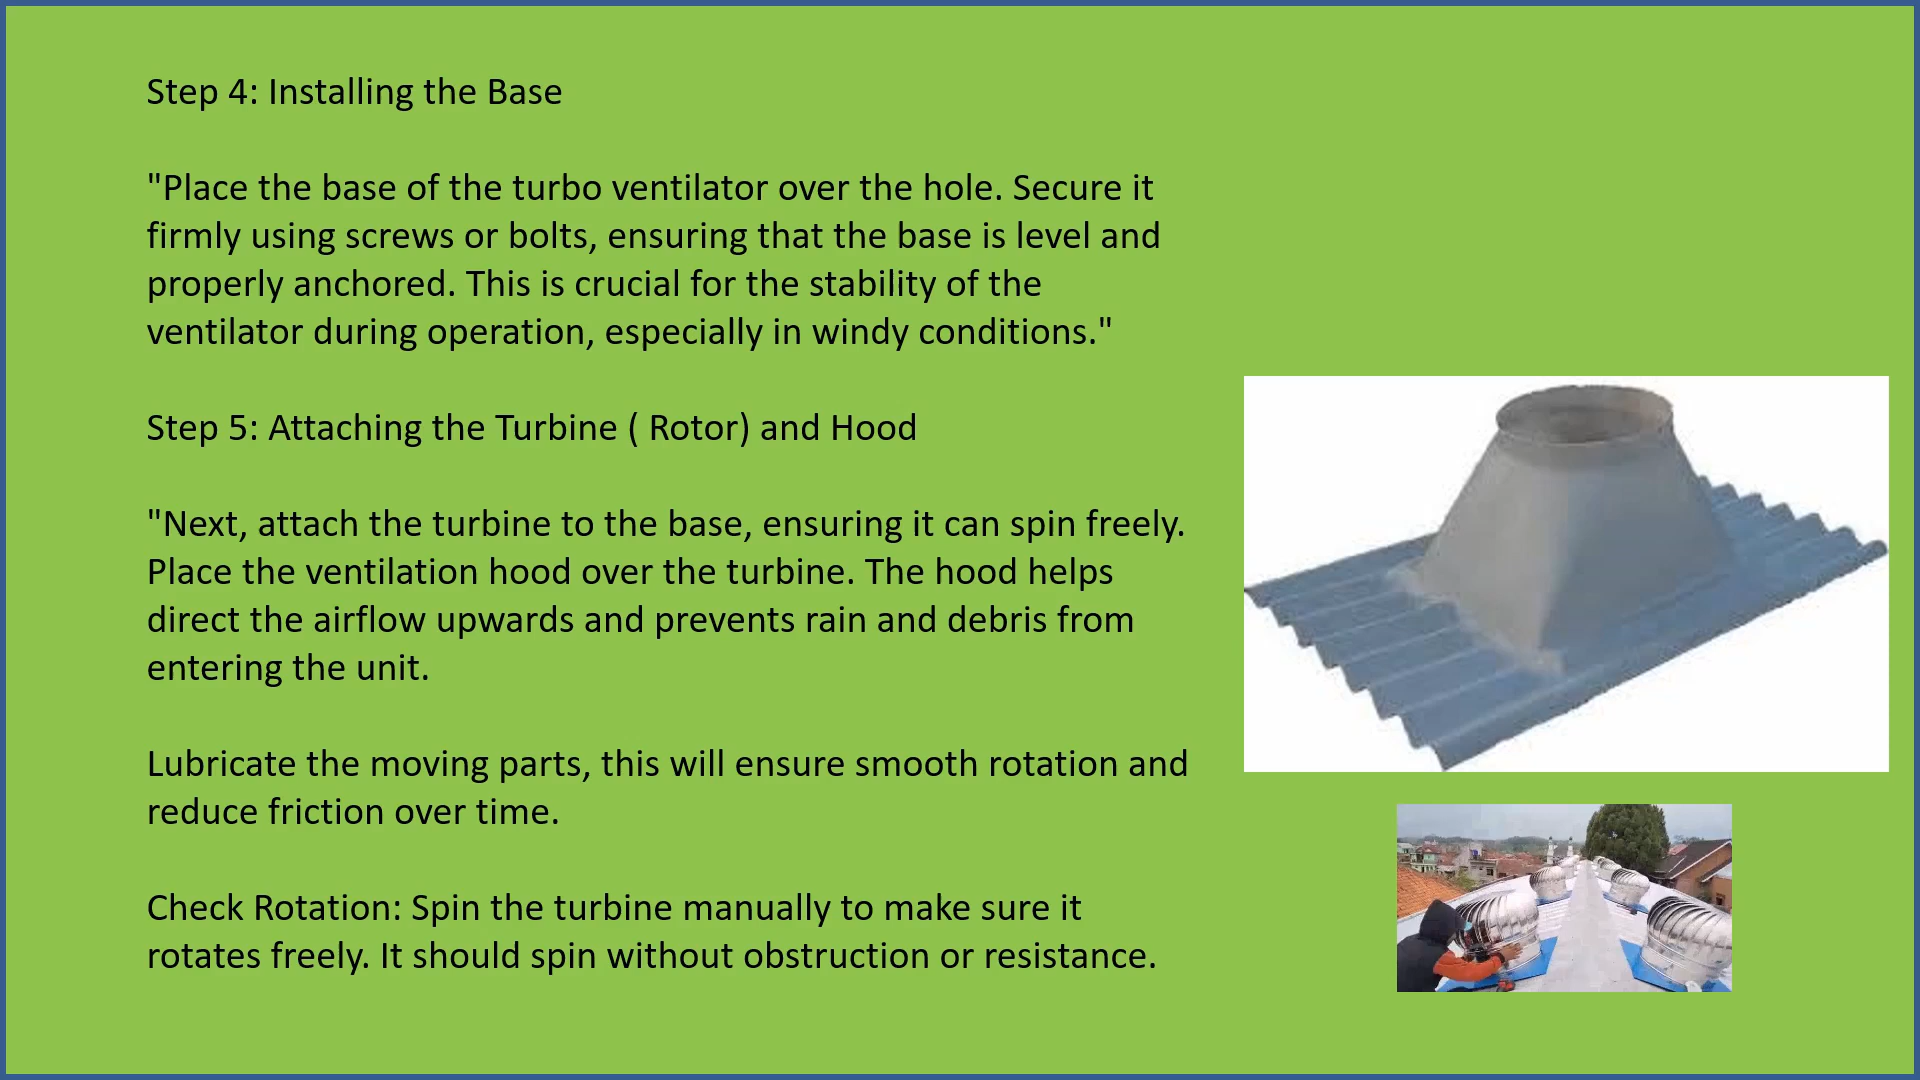 Step 4: Installing the Base
"Place the base of the turbo ventilator over the hole. Secure it
firmly using screws or bolts, ensuring that the base is level and
properly anchored. This is crucial for the stability of the
ventilator during operation, especially in windy conditions."
Step 5: Attaching the Turbine ( Rotor) and Hood
"Next, attach the turbine to the base, ensuring it can spin freely.
Place the ventilation hood over the turbine. The hood helps
direct the airflow upwards and prevents rain and debris from
entering the unit.
Lubricate the moving parts, this will ensure smooth rotation and
reduce friction over time.
Check Rotation: Spin the turbine manually to make sure it
rotates freely. It should spin without obstruction or resistance.